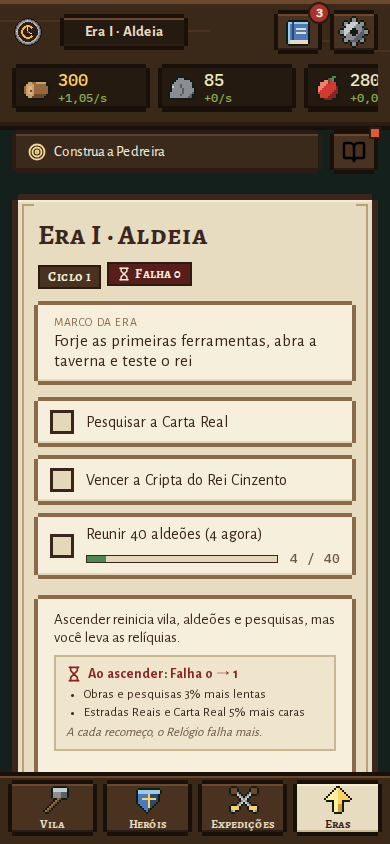 Era I · Aldeia
3
300
+1,05/s
85
+0/s
280
+0/s
Construa a Pedreira
Era I · Aldeia
Ciclo 1
Falha 0
MARCO DA ERA
Forje as primeiras ferramentas, abra a
taverna e teste o rei
Pesquisar a Carta Real
Vencer a Cripta do Rei Cinzento
Reunir 40 aldeões (4 agora)
4 / 40
Ascender reinicia vila, aldeões e pesquisas, mas
você leva as relíquias.
Ao ascender: Falha 0 → 1
• Obras e pesquisas 3% mais lentas
• Estradas Reais e Carta Real 5% mais caras
A cada recomeço, o Relógio falha mais.
Vila
Heróis
Expedições
Eras